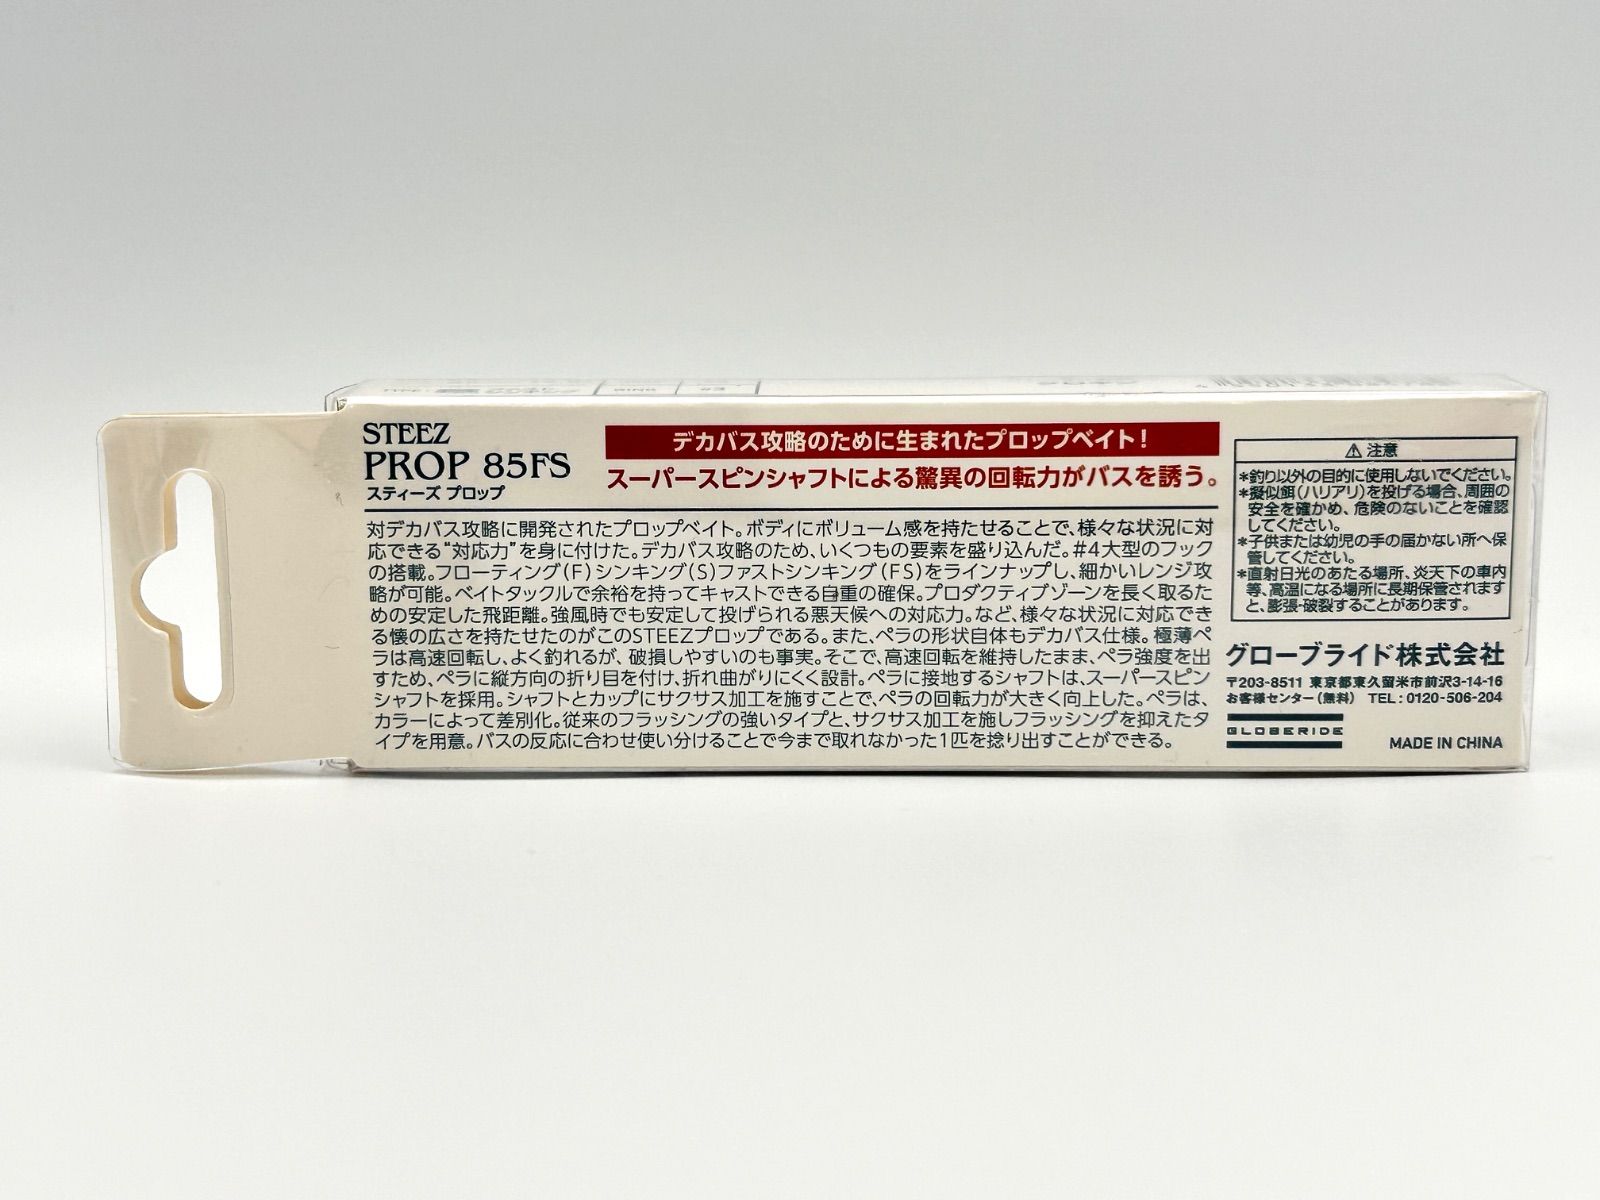 STEEZ
PROP 85FS
スティーズ プロップ
デカバス攻略のために生まれたプロップベイト!
スーパースピンシャフトによる驚異の回転力がバスを誘う。
対デカバス攻略に開発されたプロップベイト。ボディにボリューム感を持たせることで、様々な状況に対
応できる“対応力”を身に付けた。デカバス攻略のため、いくつもの要素を盛り込んだ。#4大型のフック
の搭載。フローティング(F)シンキング(S)ファストシンキング(FS)をラインナップし、細かいレンジ攻
略が可能。ベイトタックルで余裕を持ってキャストできる自重の確保。プロダクティブゾーンを長く取るた
めの安定した飛距離。強風時でも安定して投げられる悪天候への対応力。など、様々な状況に対応でき
る懐の広さを持たせたのがこのSTEEZプロップである。また、ペラの形状自体もデカバス仕様。極薄ペ
ラは高速回転し、よく釣れるが、破損しやすいのも事実。そこで、高速回転を維持したまま、ペラ強度を出
すため、ペラに縦方向の折り目を付け、折れ曲がりにくく設計。ペラに接地するシャフトは、スーパースピン
シャフトを採用。シャフトとカップにサクサス加工を施すことで、ペラの回転力が大きく向上した。ペラは、
カラーによって差別化。従来のフラッシングの強いタイプと、サクサス加工を施しフラッシングを抑えたタ
イプを用意。バスの反応に合わせ使い分けることで今まで取れなかった1匹を捻り出すことができる。
⚠注意
*釣り以外の目的に使用しないでください。
*擬似餌(ハリアリ)を投げる場合、周囲の
安全を確かめ、危険のないことを確認
してください。
*子供または幼児の手の届かない所へ保
管してください。
*直射日光のあたる場所、炎天下の車内
等、高温になる場所に長期保管されます
と、膨張・破裂することがあります。
グローブライド株式会社
〒203-8511 東京都東久留米市前沢3-14-16
お客様センター(無料) TEL:0120-506-204
GLOBERIDE
MADE IN CHINA